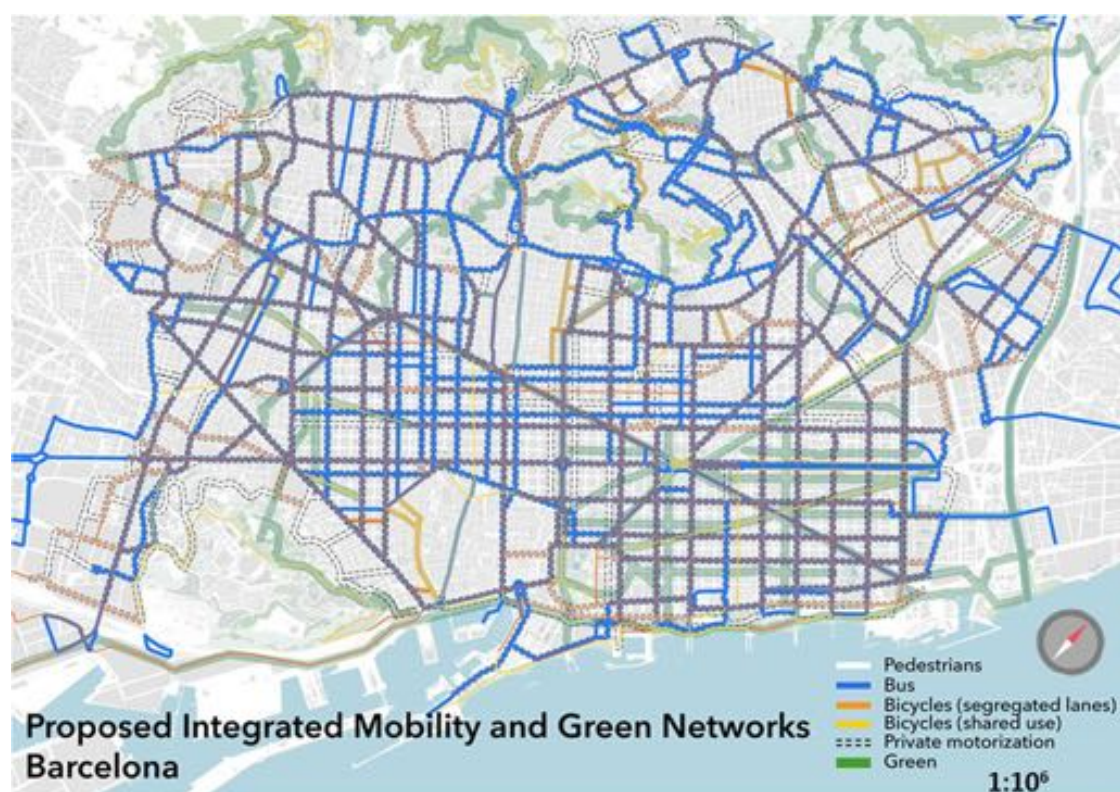 Pedestrians
Bus
Bicycles (segregated lanes)
Bicycles (shared use)
Private motorization
Green
1:10⁶
Proposed Integrated Mobility and Green Networks
Barcelona